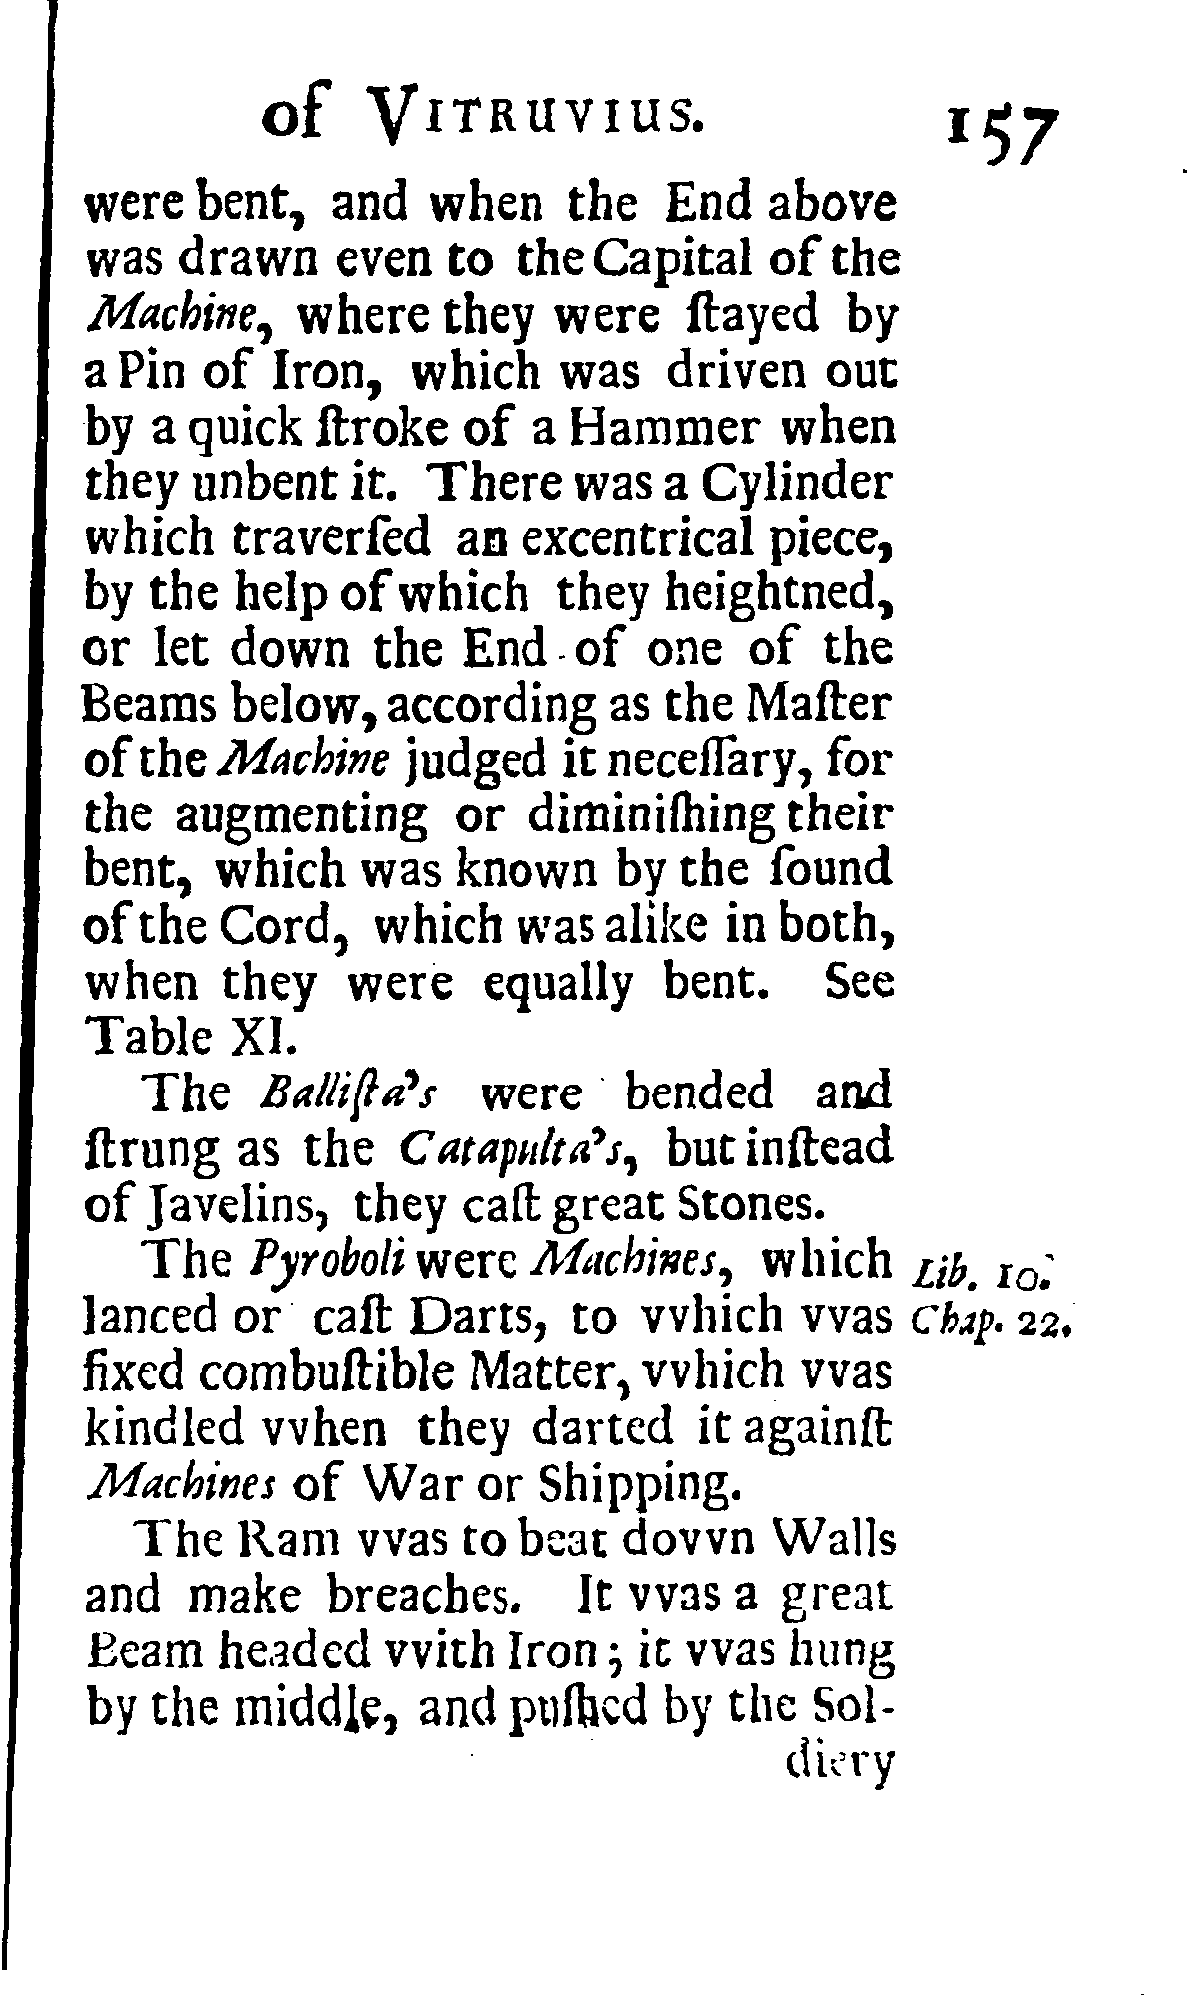 of VITRUVIUS. 157
were bent, and when the End above
was drawn even to the Capital of the
Machine, where they were ſtayed by
a Pin of Iron, which was driven out
by a quick ſtroke of a Hammer when
they unbent it. There was a Cylinder
which traverſed an excentrical piece,
by the help of which they heightned,
or let down the End of one of the
Beams below, according as the Maſter
of the Machine judged it neceſſary, for
the augmenting or diminiſhing their
bent, which was known by the ſound
of the Cord, which was alike in both,
when they were equally bent. See
Table XI.
The Balliſta's were bended and
ſtrung as the Catapulta's, but inſtead
of Javelins, they caſt great Stones.
The Pyroboli were Machines, which Lib. 10.
lanced or caſt Darts, to vvhich vvas Chap. 22.
fixed combuſtible Matter, vvhich vvas
kindled vvhen they darted it againſt
Machines of War or Shipping.
The Ram vvas to beat dovvn Walls
and make breaches. It vvas a great
Beam headed vvith Iron; it vvas hung
by the middle, and puſhed by the Sol-
diery